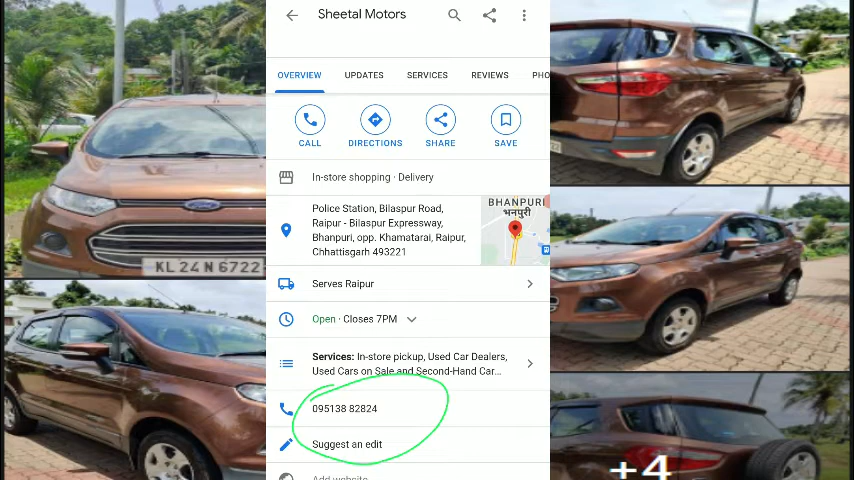 Sheetal Motors
OVERVIEW
UPDATES
SERVICES
REVIEWS
PHO
CALL
DIRECTIONS
SHARE
SAVE
In-store shopping · Delivery
Police Station, Bilaspur Road,
Raipur - Bilaspur Expressway,
Bhanpuri, opp. Khamatarai, Raipur,
Chhattisgarh 493221
BHANPURI
भनपुरी
Serves Raipur
Open · Closes 7PM
Services: In-store pickup, Used Car Dealers,
Used Cars on Sale and Second-Hand Car...
095138 82824
Suggest an edit
Add website
KL 24 N 6722
Ford
+4